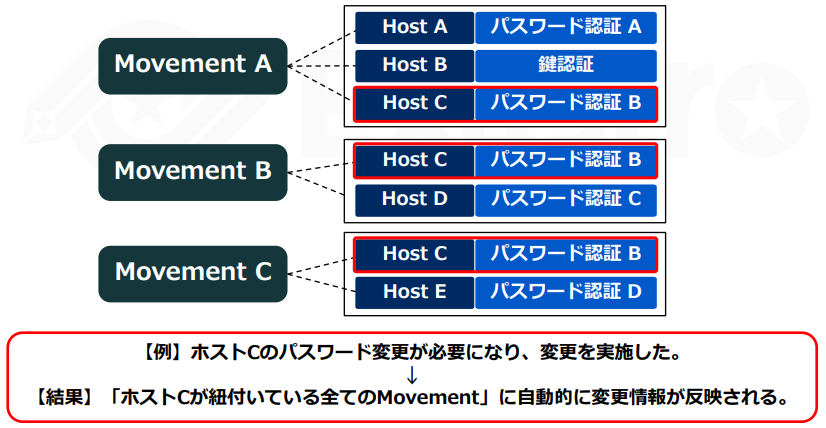 Movement A
Host A パスワード認証 A
Host B 鍵認証
Host C パスワード認証 B
Movement B
Host C パスワード認証 B
Host D パスワード認証 C
Movement C
Host C パスワード認証 B
Host E パスワード認証 D
【例】ホストCのパスワード変更が必要になり、変更を実施した。
↓
【結果】「ホストCが紐付いている全てのMovement」に自動的に変更情報が反映される。